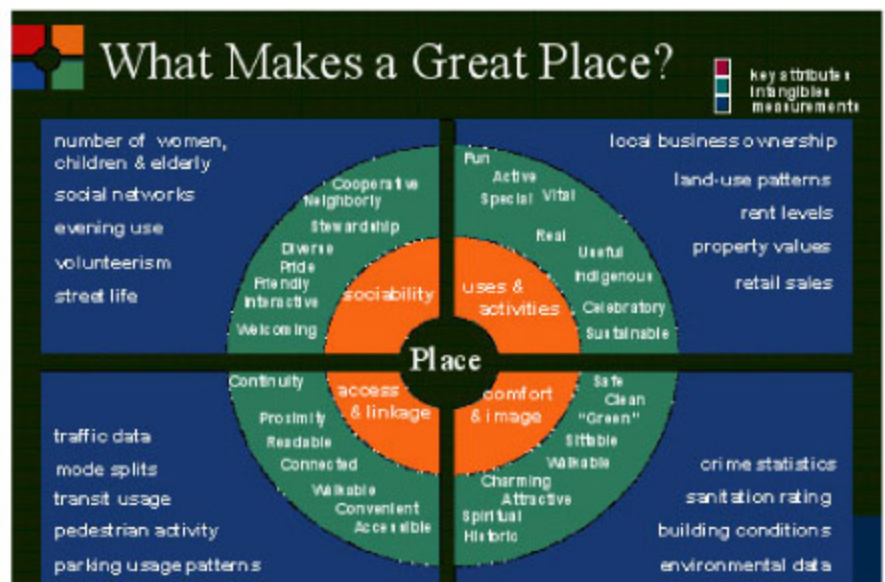 What Makes a Great Place?
key attributes
intangibles
measurements
number of women,
children & elderly
social networks
evening use
volunteerism
street life
Cooperative
Neighborly
Stewardship
Diverse
Pride
Friendly
Interactive
Welcoming
sociability
Fun
Active
Special Vital
Real
Useful
Indigenous
Celebratory
Sustainable
uses &
activities
local business ownership
land-use patterns
rent levels
property values
retail sales
Place
Continuity
Proximity
Readable
Connected
Walkable
Convenient
Accessible
access
& linkage
traffic data
mode splits
transit usage
pedestrian activity
parking usage patterns
comfort
& image
Safe
Clean
"Green"
Sittable
Walkable
Charming
Attractive
Spiritual
Historic
crime statistics
sanitation rating
building conditions
environmental data